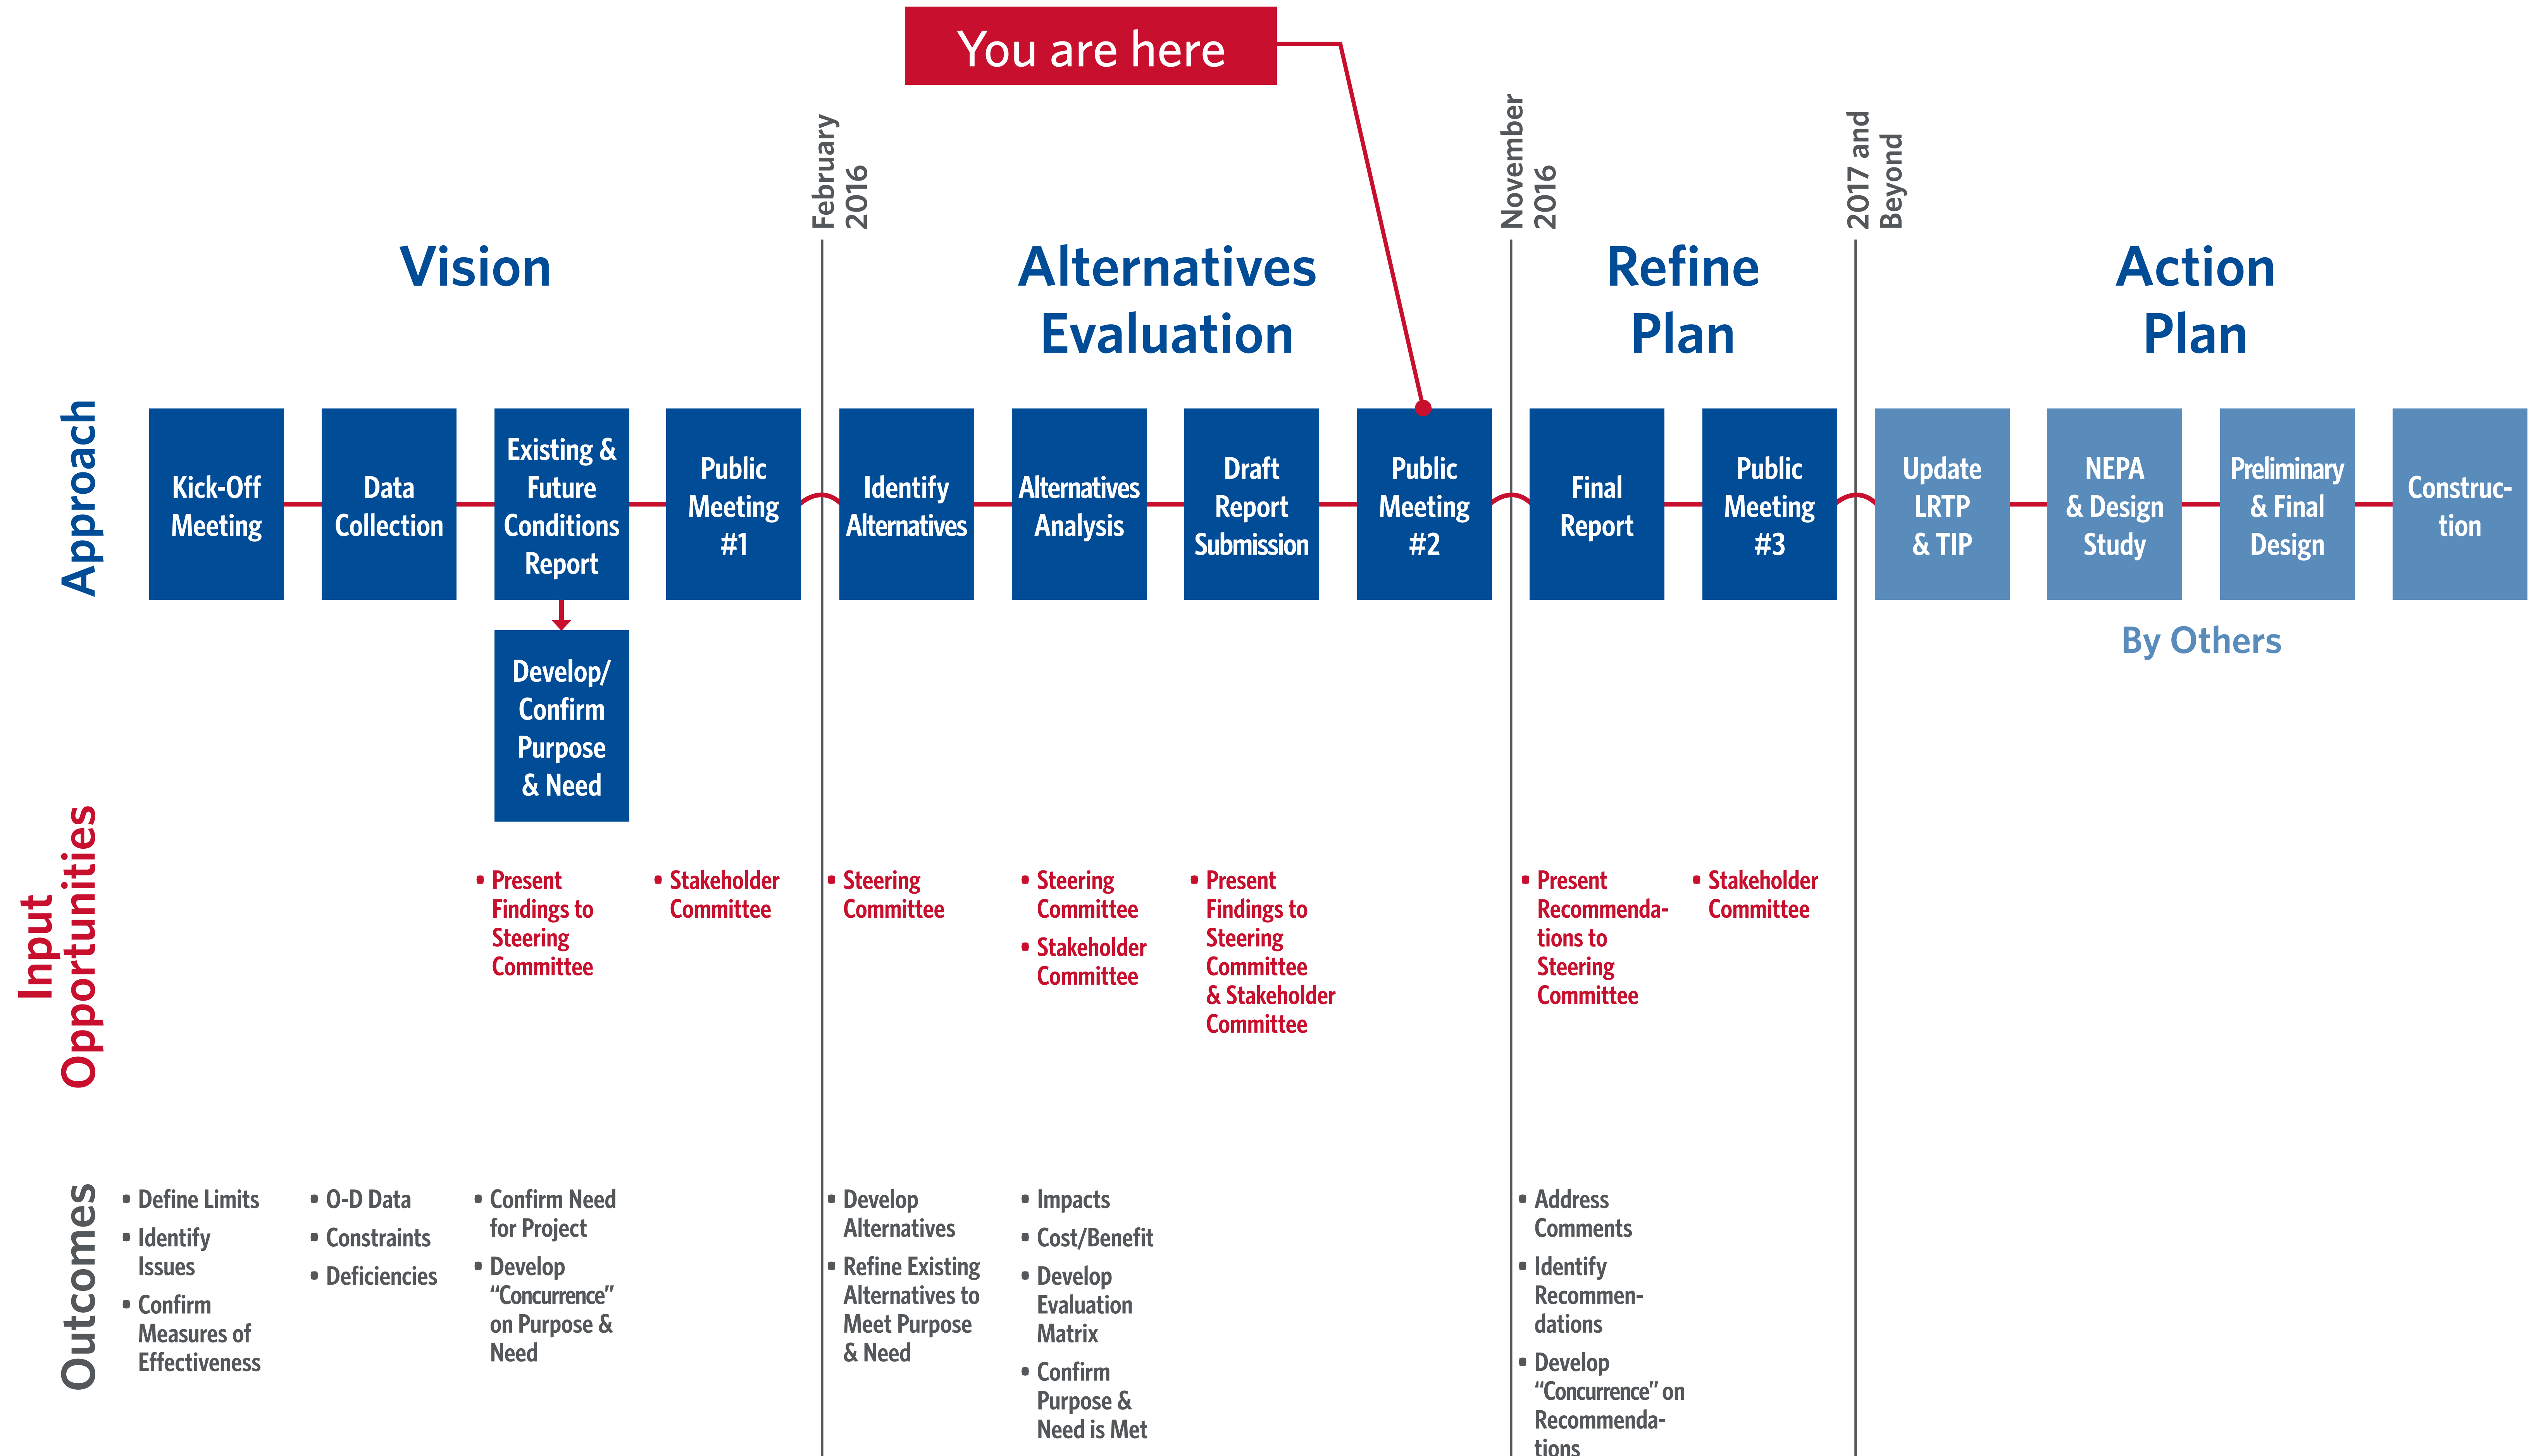 You are here
February
2016
November
2016
2017 and
Beyond
Vision
Alternatives
Evaluation
Refine
Plan
Action
Plan
Approach
Kick-Off
Meeting
Data
Collection
Existing &
Future
Conditions
Report
Public
Meeting
#1
Identify
Alternatives
Alternatives
Analysis
Draft
Report
Submission
Public
Meeting
#2
Final
Report
Public
Meeting
#3
Update
LRTP
& TIP
NEPA
& Design
Study
Preliminary
& Final
Design
Construc-
tion
By Others
Develop/
Confirm
Purpose
& Need
Input
Opportunities
▪ Present
Findings to
Steering
Committee
▪ Stakeholder
Committee
▪ Steering
Committee
▪ Steering
Committee
▪ Stakeholder
Committee
▪ Present
Findings to
Steering
Committee
& Stakeholder
Committee
▪ Present
Recommenda-
tions to
Steering
Committee
▪ Stakeholder
Committee
Outcomes
▪ Define Limits
▪ Identify
Issues
▪ Confirm
Measures of
Effectiveness
▪ O-D Data
▪ Constraints
▪ Deficiencies
▪ Confirm Need
for Project
▪ Develop
“Concurrence”
on Purpose &
Need
▪ Develop
Alternatives
▪ Refine Existing
Alternatives to
Meet Purpose
& Need
▪ Impacts
▪ Cost/Benefit
▪ Develop
Evaluation
Matrix
▪ Confirm
Purpose &
Need is Met
▪ Address
Comments
▪ Identify
Recommen-
dations
▪ Develop
“Concurrence” on
Recommenda-
tions